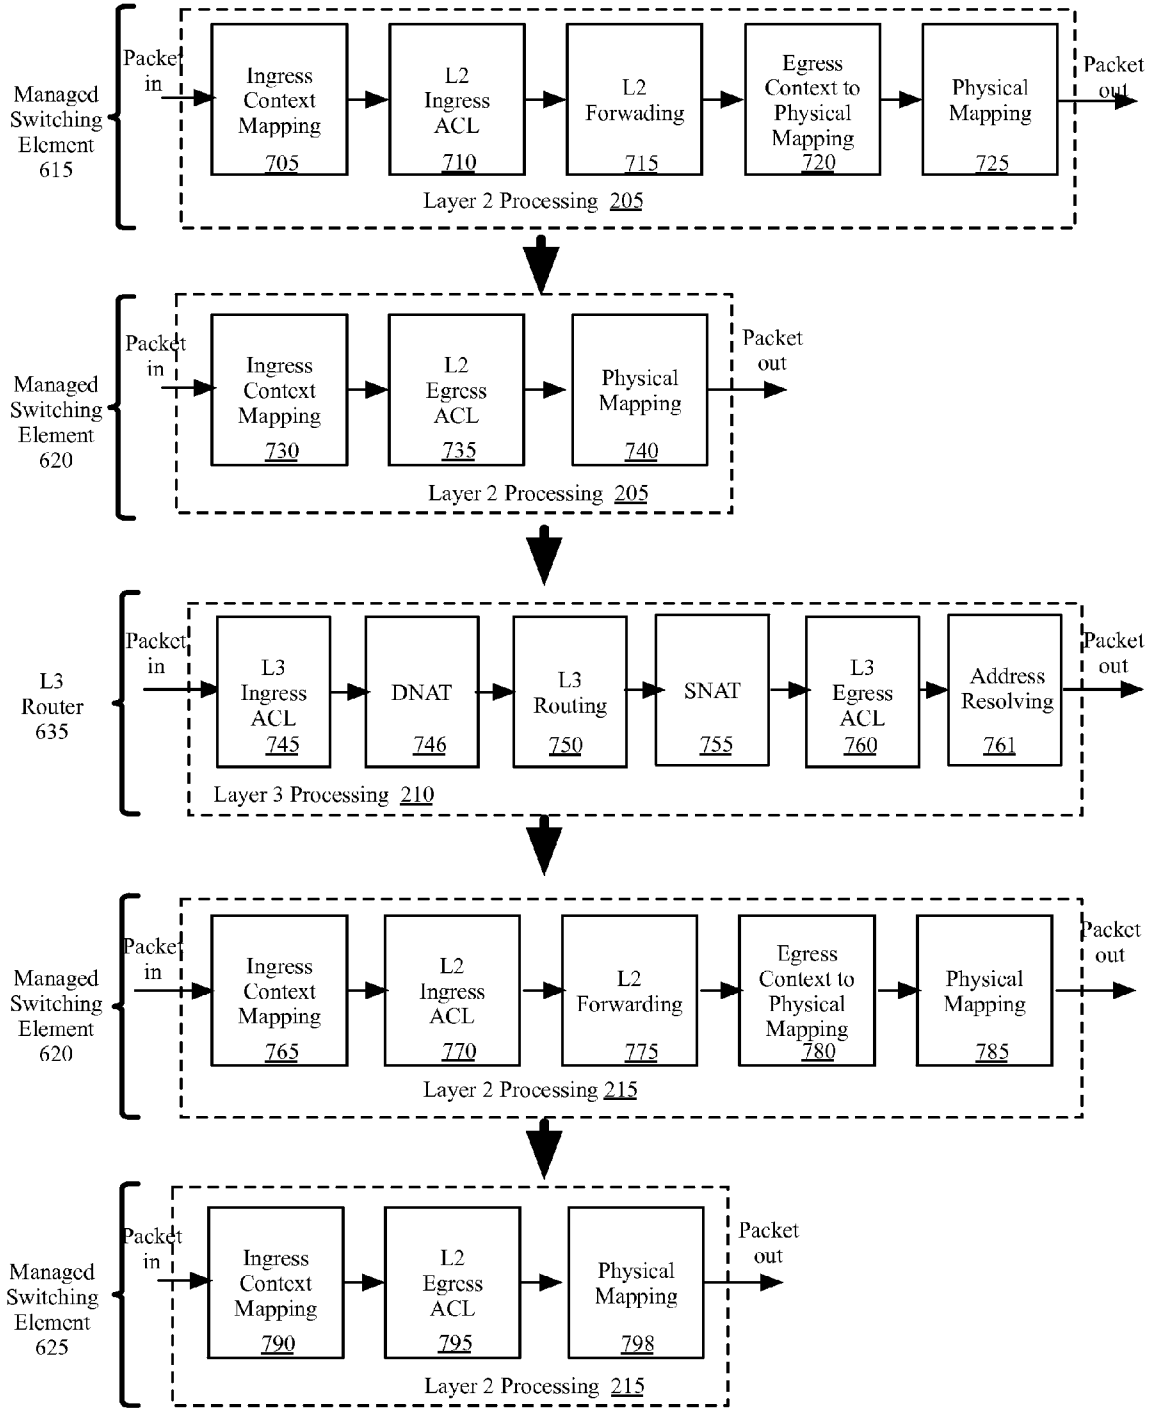 Managed
Switching
Element
615
Packet
in
Ingress
Context
Mapping
705
L2
Ingress
ACL
710
L2
Forwading
715
Egress
Context to
Physical
Mapping
720
Physical
Mapping
725
Packet
out
Layer 2 Processing 205
Managed
Switching
Element
620
Packet
in
Ingress
Context
Mapping
730
L2
Egress
ACL
735
Physical
Mapping
740
Packet
out
Layer 2 Processing 205
L3
Router
635
Packet
in
L3
Ingress
ACL
745
DNAT
746
L3
Routing
750
SNAT
755
L3
Egress
ACL
760
Address
Resolving
761
Packet
out
Layer 3 Processing 210
Managed
Switching
Element
620
Packet
in
Ingress
Context
Mapping
765
L2
Ingress
ACL
770
L2
Forwarding
775
Egress
Context to
Physical
Mapping
780
Physical
Mapping
785
Packet
out
Layer 2 Processing 215
Managed
Switching
Element
625
Packet
in
Ingress
Context
Mapping
790
L2
Egress
ACL
795
Physical
Mapping
798
Packet
out
Layer 2 Processing 215